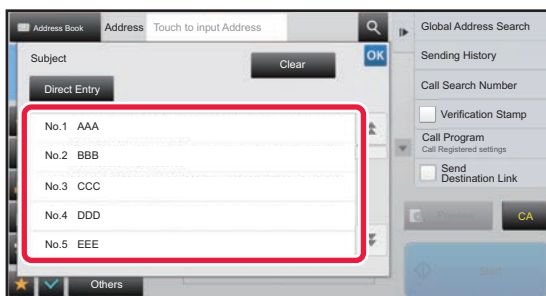 Address Book Address Touch to input Address
Subject
Clear
OK
Direct Entry
No.1 AAA
No.2 BBB
No.3 CCC
No.4 DDD
No.5 EEE
Others
Global Address Search
Sending History
Call Search Number
Verification Stamp
Call Program
Call Registered settings
Send
Destination Link
CA
Start